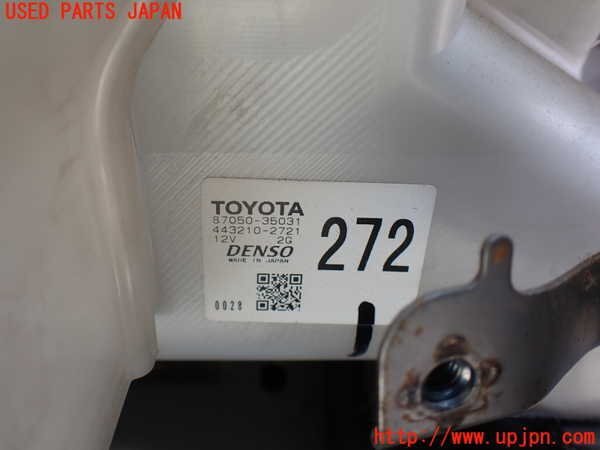 USED PARTS JAPAN
TOYOTA
87050-35031
443210-2721
12V 2G
DENSO
MADE IN JAPAN
272
0028
http://www.upjpn.com